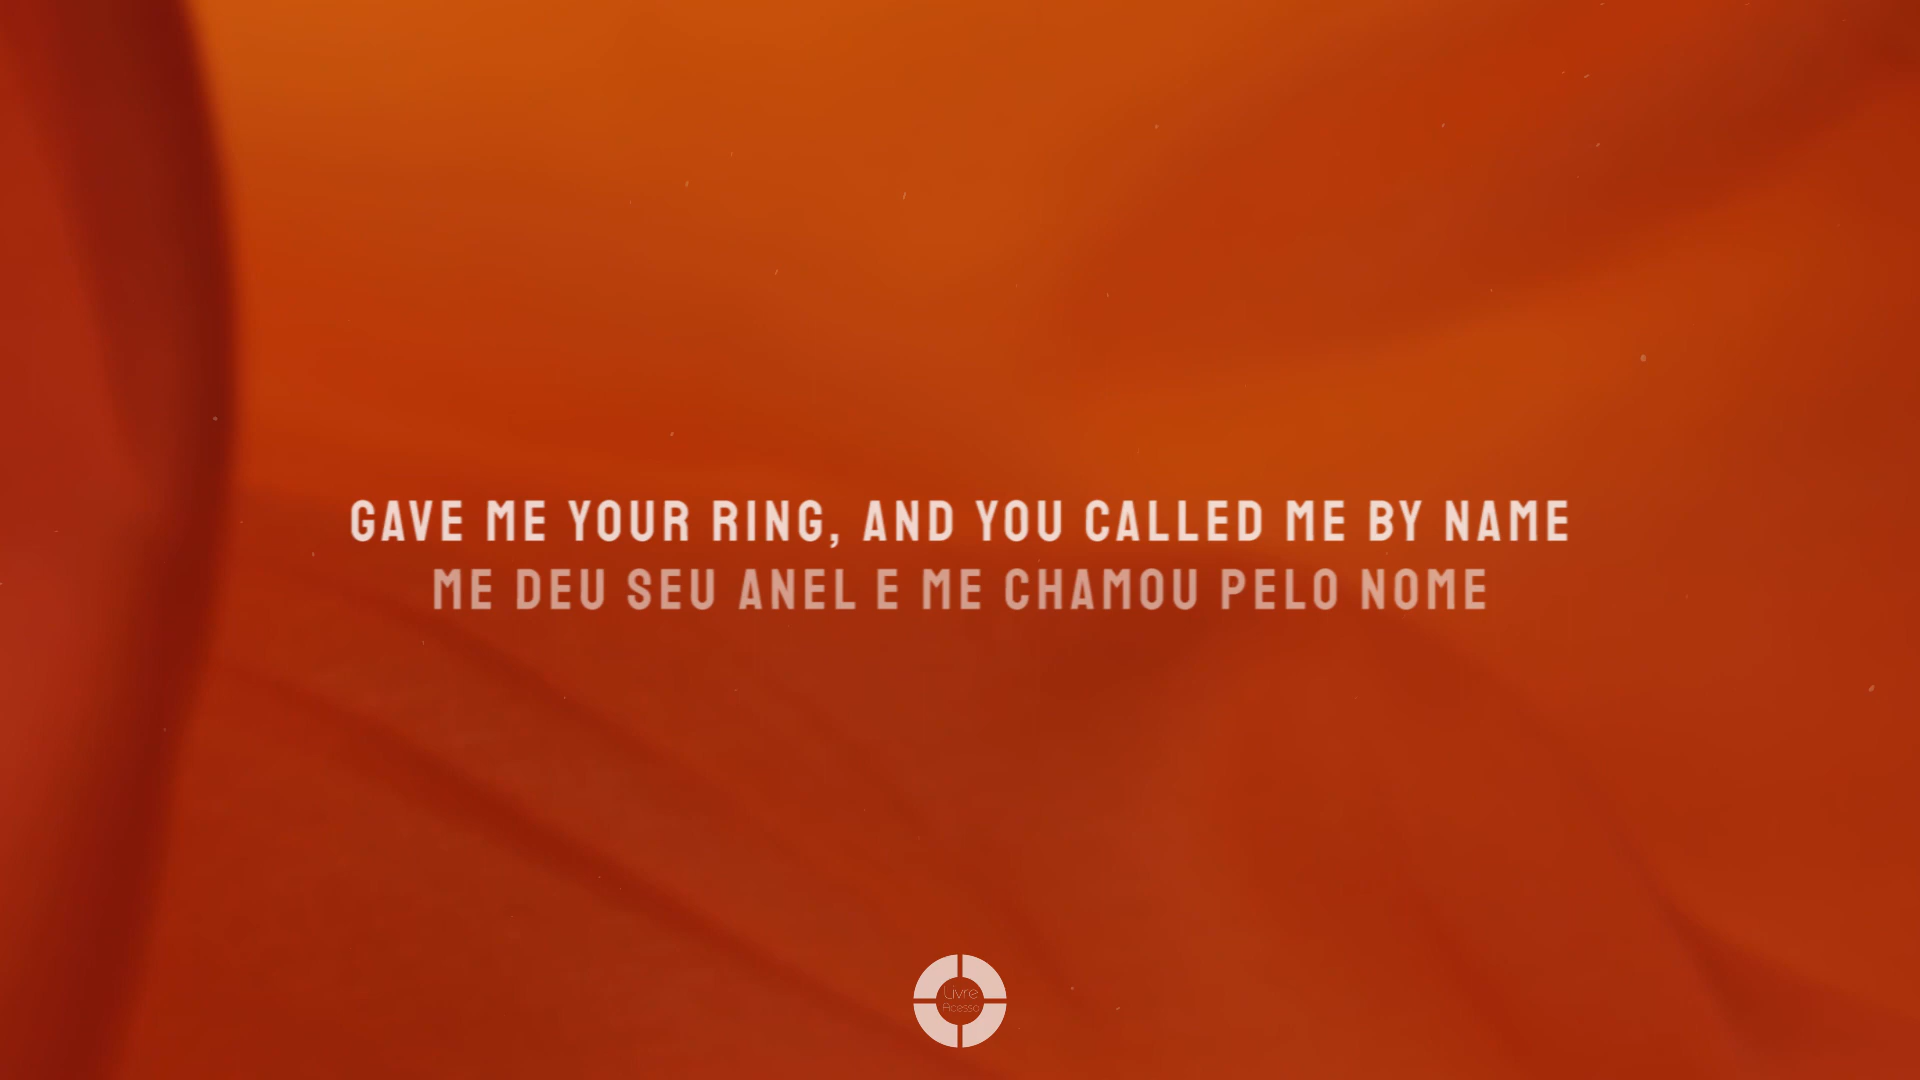 GAVE ME YOUR RING, AND YOU CALLED ME BY NAME
ME DEU SEU ANEL E ME CHAMOU PELO NOME
Livre
Acesso